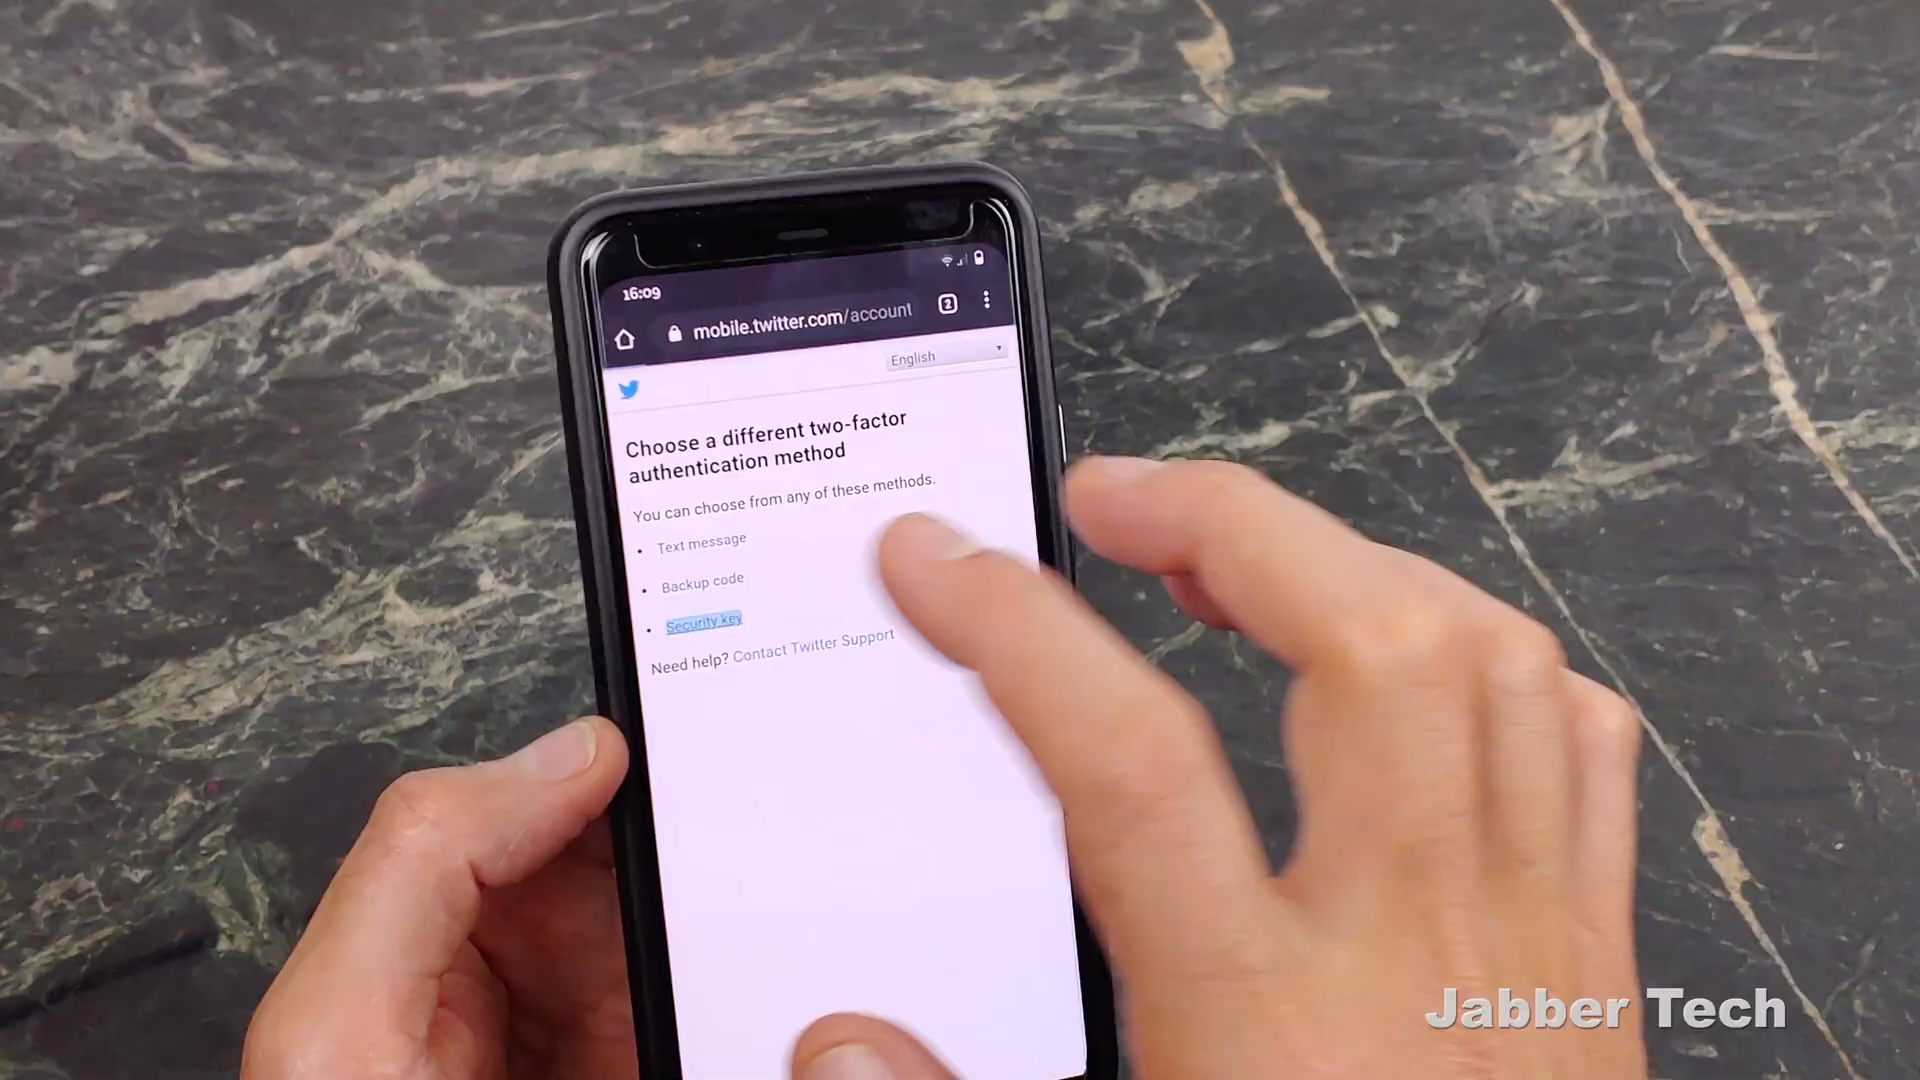 16:09
mobile.twitter.com/account
2
English
Choose a different two-factor
authentication method
You can choose from any of these methods.
• Text message
• Backup code
• Security key
Need help? Contact Twitter Support
Jabber Tech